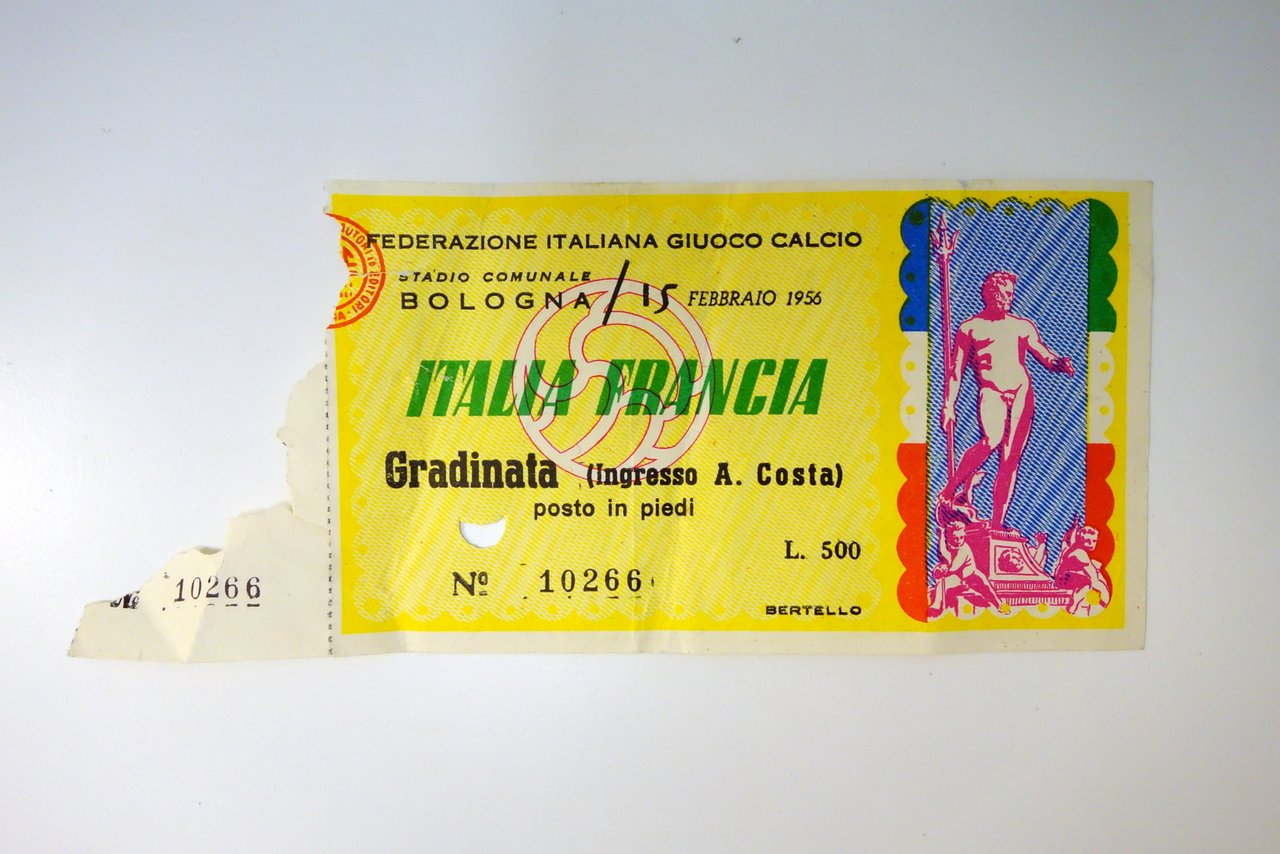 FEDERAZIONE ITALIANA GIUOCO CALCIO
STADIO COMUNALE
BOLOGNA / 15 FEBBRAIO 1956
ITALIA FRANCIA
Gradinata (Ingresso A. Costa)
posto in piedi
L. 500
Nº 10266
BERTELLO
10266
EDITORI